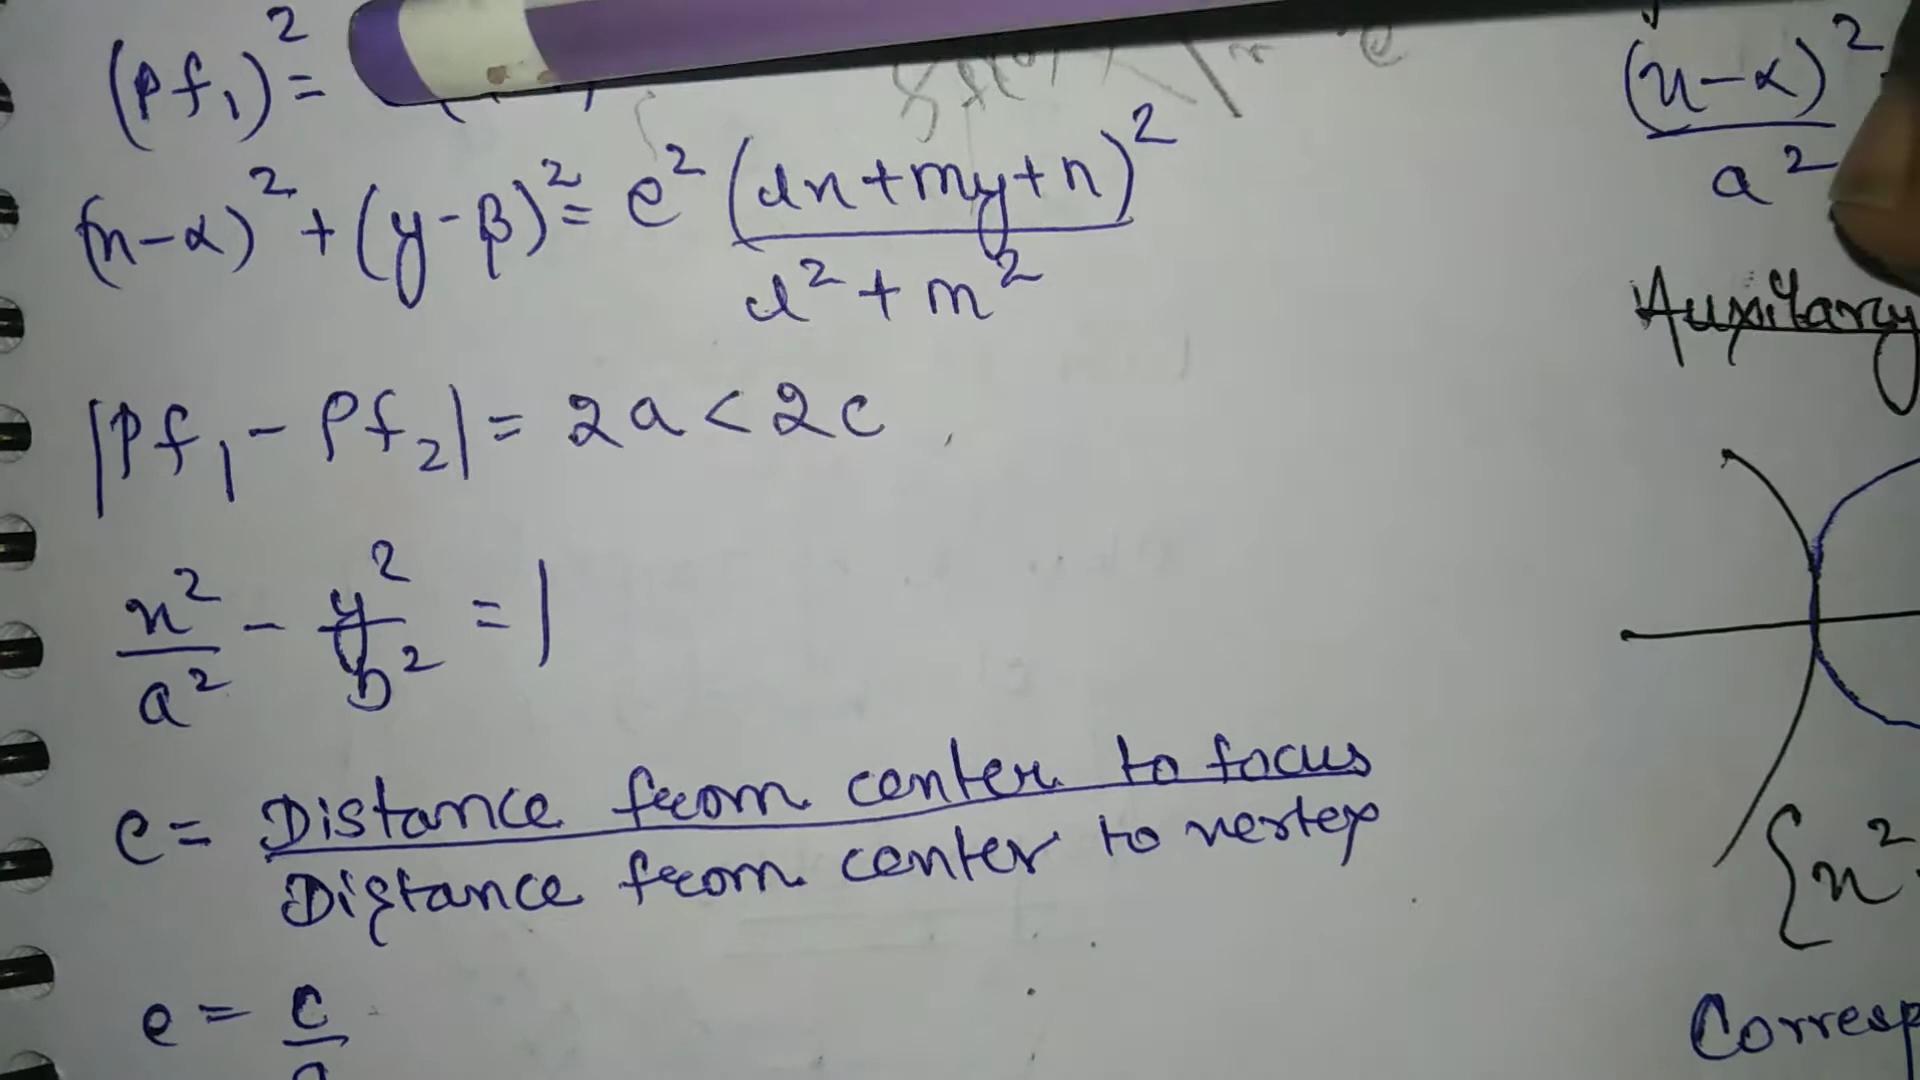 (Pf₁)² =
(x-α)² + (y-β)² = e² (lx+my+n)² / l²+m²
|Pf₁ - Pf₂| = 2a < 2c
x²/a² - y²/b² = 1
e = Distance from center to focus / Distance from center to vertex
e = c/a
(x-α)² / a²
Auxilary
{x²
Corresp